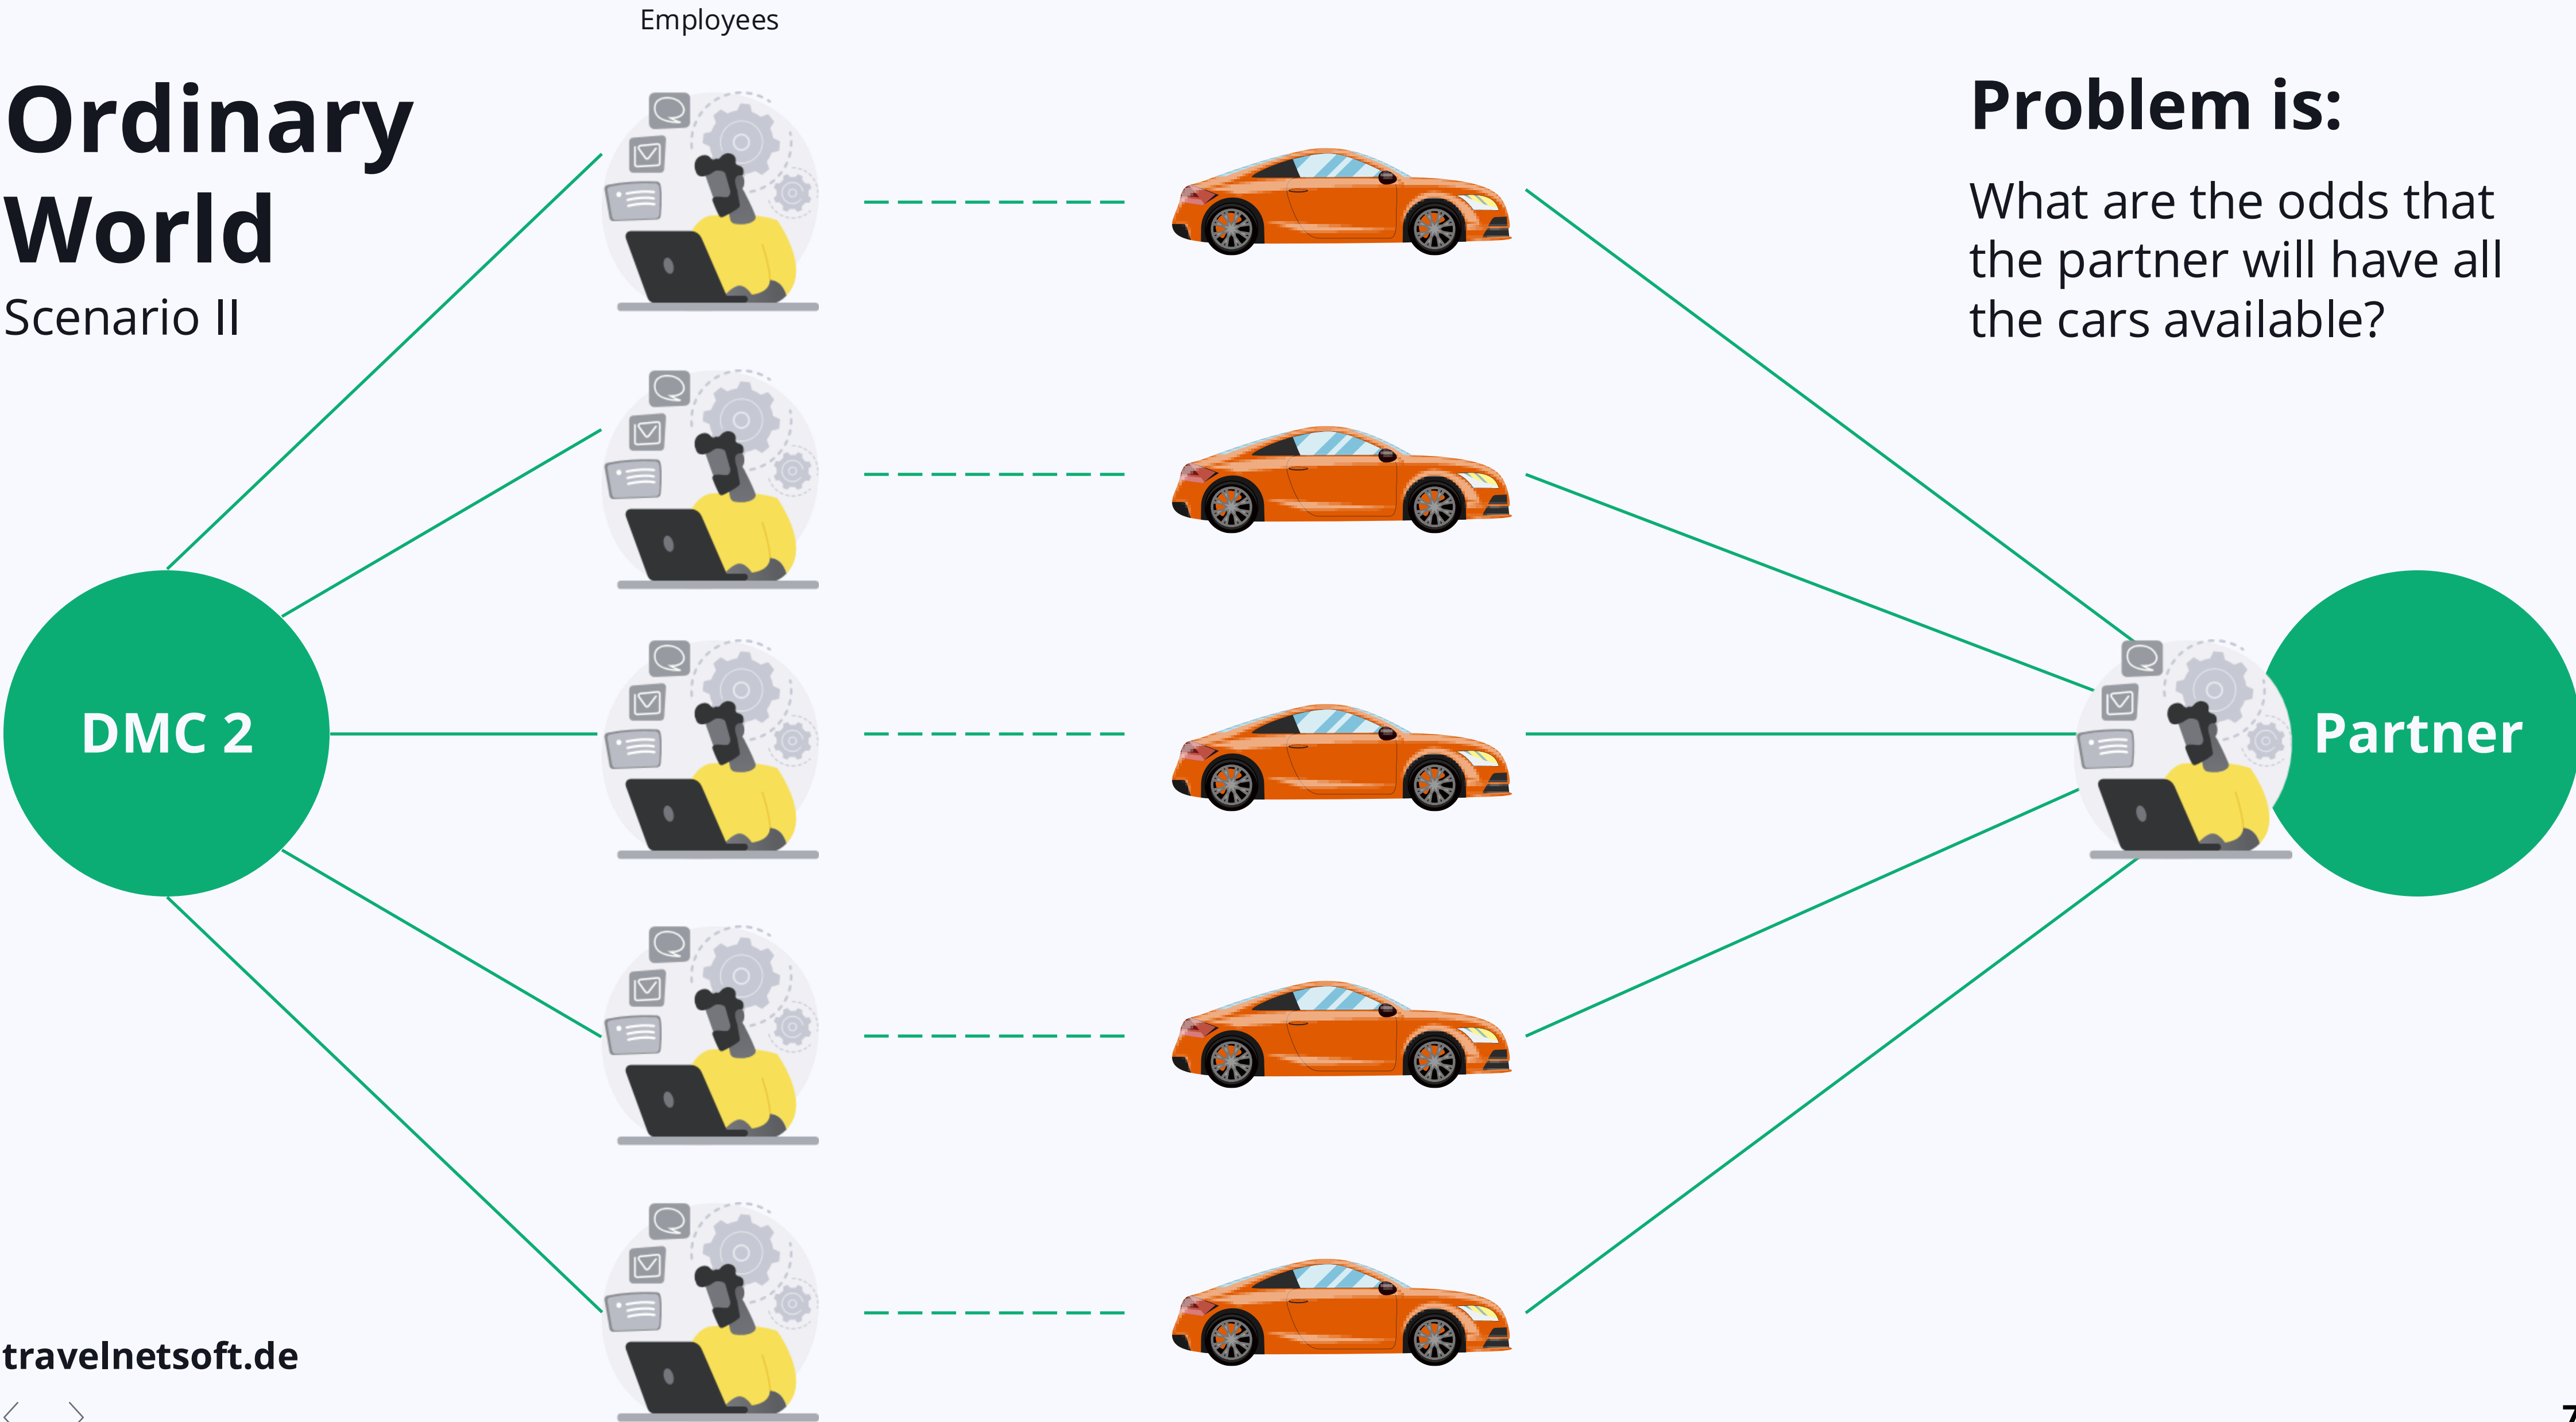 Employees
Ordinary
World
Scenario II
Problem is:
What are the odds that
the partner will have all
the cars available?
DMC 2
Partner
travelnetsoft.de